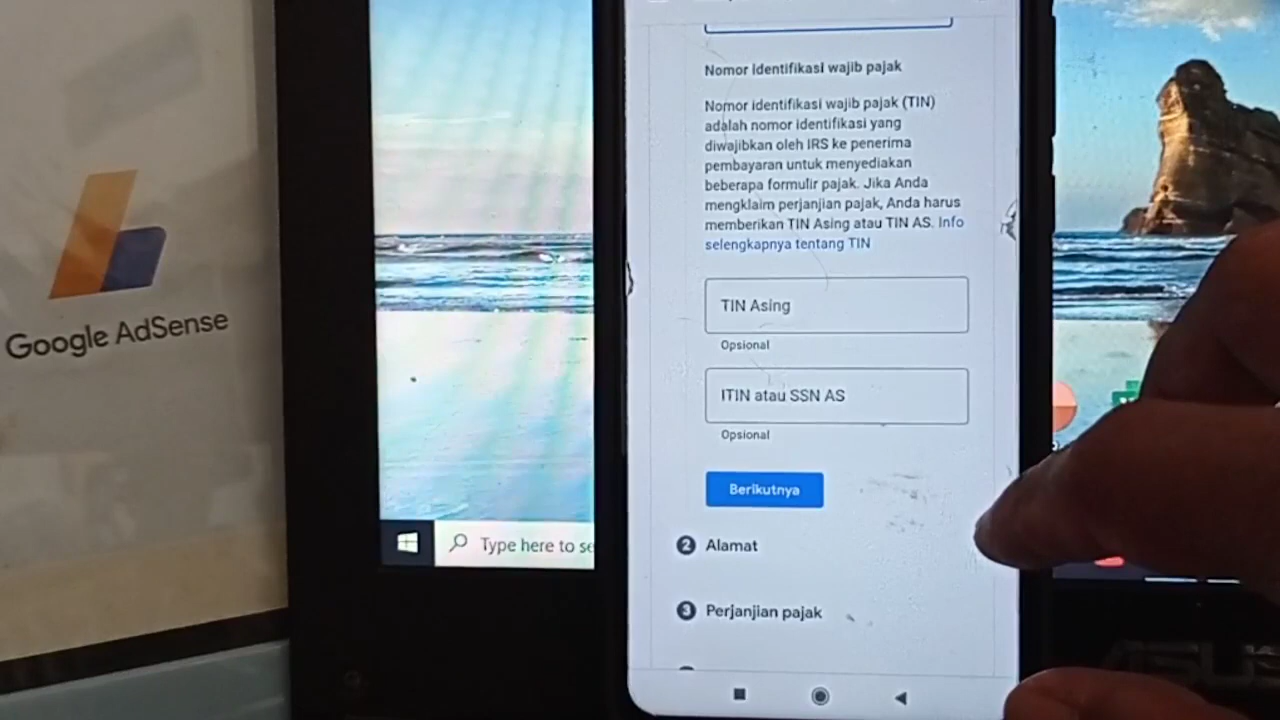 Google AdSense
Type here to se
Nomor Identifikasi wajib pajak
Nomor identifikasi wajib pajak (TIN)
adalah nomor identifikasi yang
diwajibkan oleh IRS ke penerima
pembayaran untuk menyediakan
beberapa formulir pajak. Jika Anda
mengklaim perjanjian pajak, Anda harus
memberikan TIN Asing atau TIN AS. Info
selengkapnya tentang TIN
TIN Asing
Opsional
ITIN atau SSN AS
Opsional
Berikutnya
2 Alamat
3 Perjanjian pajak
ASUS